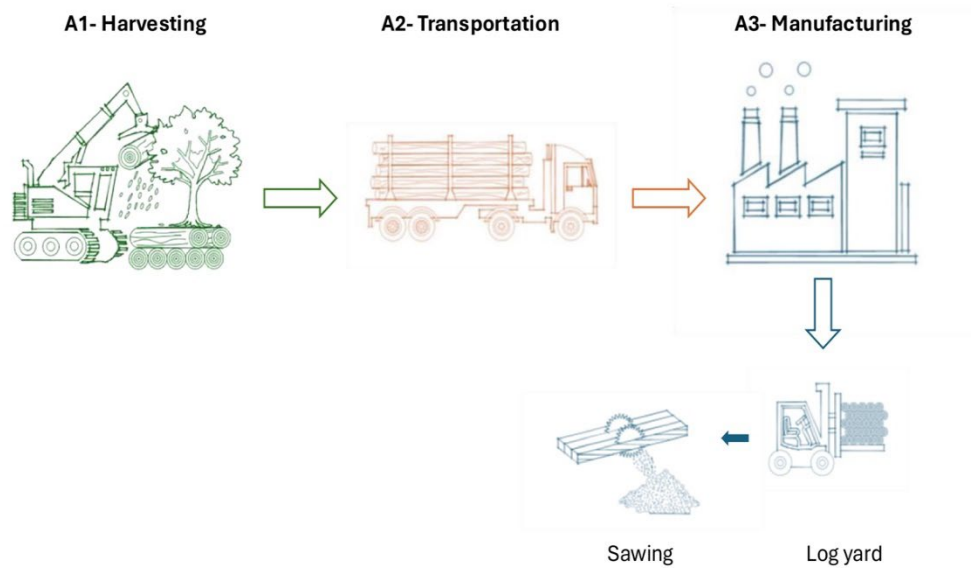 A1- Harvesting
A2- Transportation
A3- Manufacturing
Sawing
Log yard